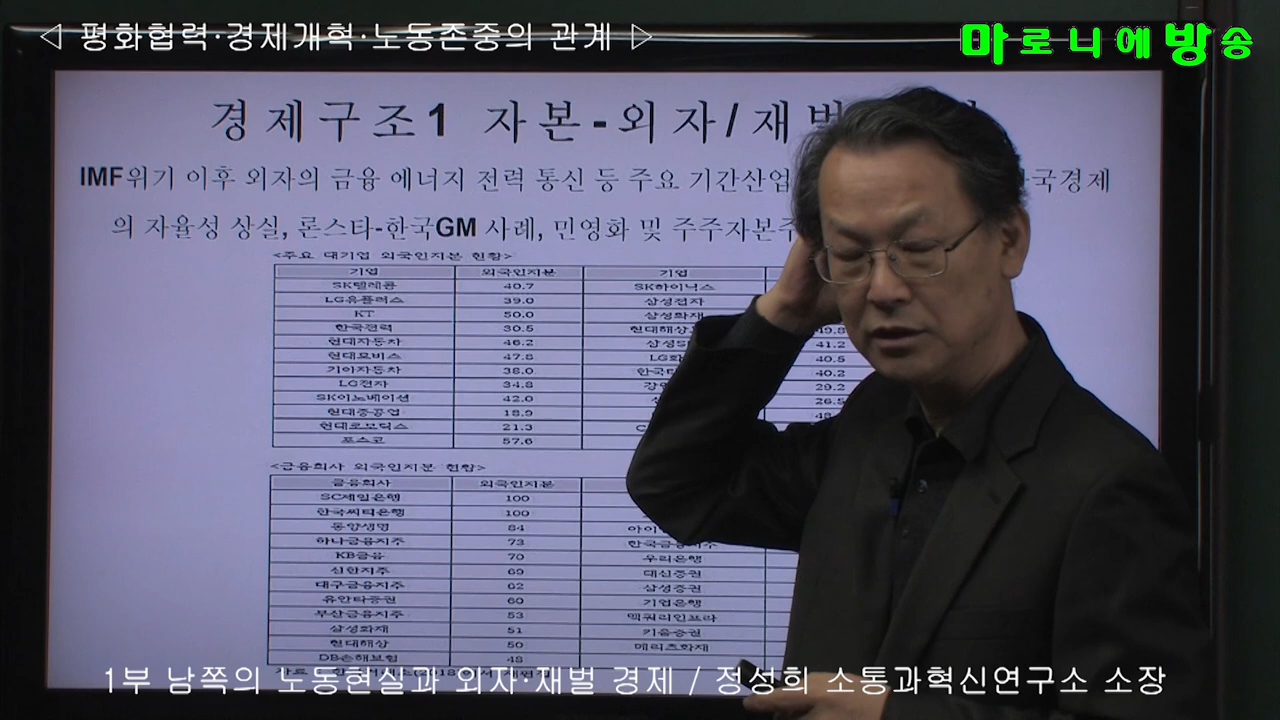 ◁ 평화협력·경제개혁·노동존중의 관계 ▷
마로니에방송
경제구조1 자본-외자/재벌
IMF위기 이후 외자의 금융 에너지 전력 통신 등 주요 기간산업
의 자율성 상실, 론스타-한국GM 사례, 민영화 및 주주자본주
<주요 대기업 외국인지분 현황>
기업 외국인지분 기업
SK텔레콤 40.7 SK하이닉스
LG유플러스 39.0 삼성전자
KT 50.0 삼성화재
한국전력 30.5 현대해상
현대자동차 46.2 41.2
현대모비스 47.8 40.5
기아자동차 38.0 40.2
LG전자 34.8 29.2
SK이노베이션 42.0 26.5
현대중공업 18.9
현대로보틱스 21.3
포스코 57.6
<금융회사 외국인지분 현황>
금융회사 외국인지분
SC제일은행 100
한국씨티은행 100
동양생명 84
하나금융지주 73 한국금융지주
KB금융 70 우리은행
신한지주 69 대신증권
대구금융지주 62 삼성증권
유안타증권 60 기업은행
부산금융지주 53 맥쿼리인프라
삼성화재 51 키움증권
현대해상 50 메리츠화재
DB손해보험 48
1부 남쪽의 노동현실과 외자·재벌 경제 / 정성희 소통과혁신연구소 소장